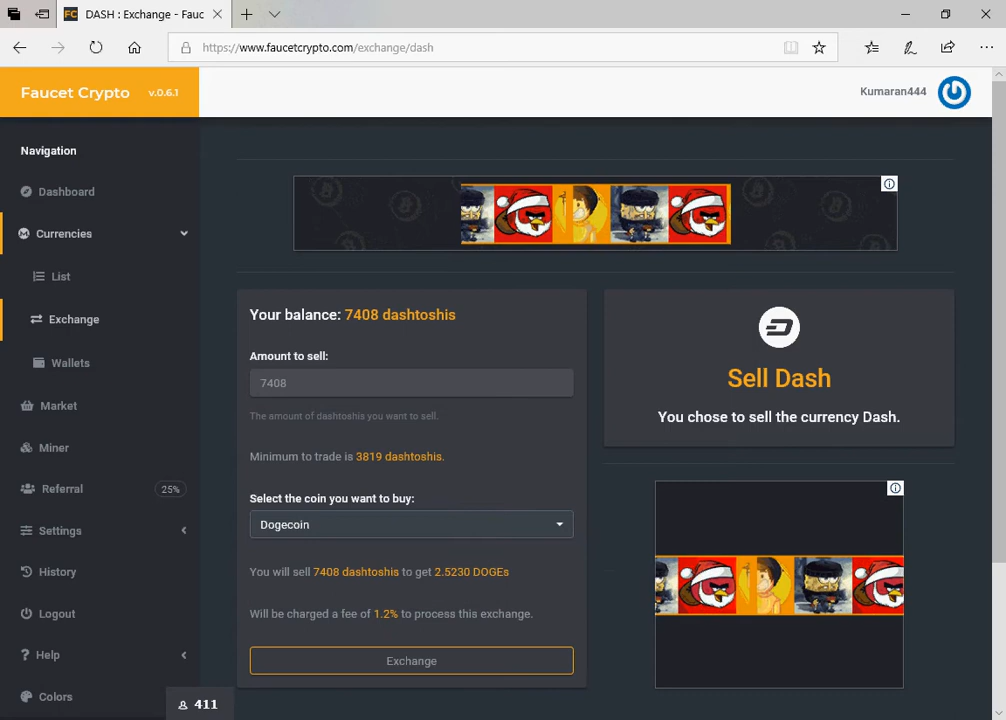 DASH : Exchange - Fauc
https://www.faucetcrypto.com/exchange/dash
Faucet Crypto v.0.6.1
Kumaran444
Navigation
Dashboard
Currencies
List
Exchange
Wallets
Market
Miner
Referral 25%
Settings
History
Logout
Help
Colors
411
Your balance: 7408 dashtoshis
Amount to sell:
7408
The amount of dashtoshis you want to sell.
Minimum to trade is 3819 dashtoshis.
Select the coin you want to buy:
Dogecoin
You will sell 7408 dashtoshis to get 2.5230 DOGEs
Will be charged a fee of 1.2% to process this exchange.
Exchange
Sell Dash
You chose to sell the currency Dash.